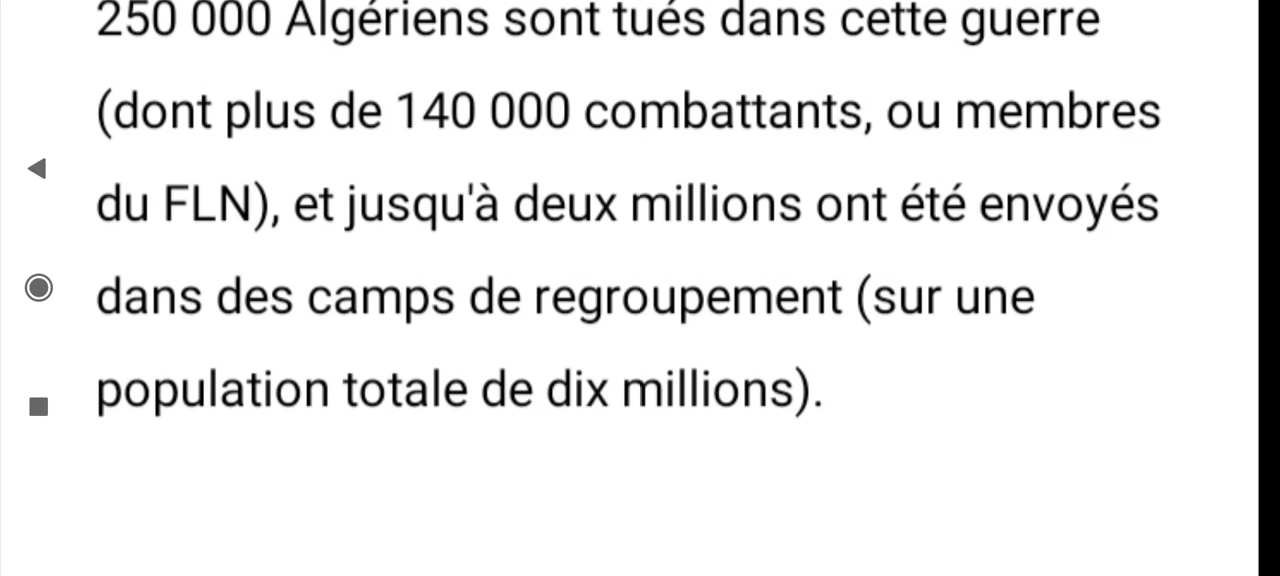 250 000 Algériens sont tués dans cette guerre
(dont plus de 140 000 combattants, ou membres
du FLN), et jusqu'à deux millions ont été envoyés
dans des camps de regroupement (sur une
population totale de dix millions).